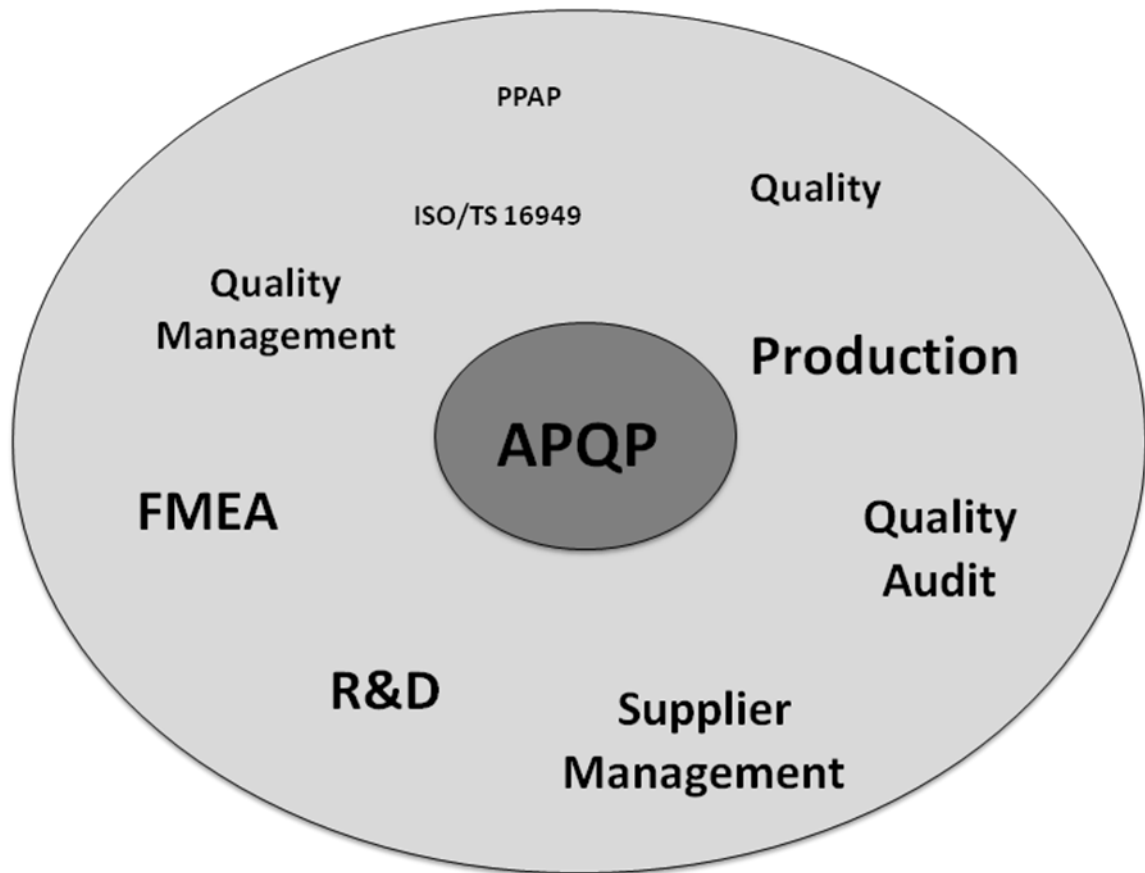 PPAP
Quality
ISO/TS 16949
Quality
Management
Production
APQP
FMEA
Quality
Audit
R&D
Supplier
Management